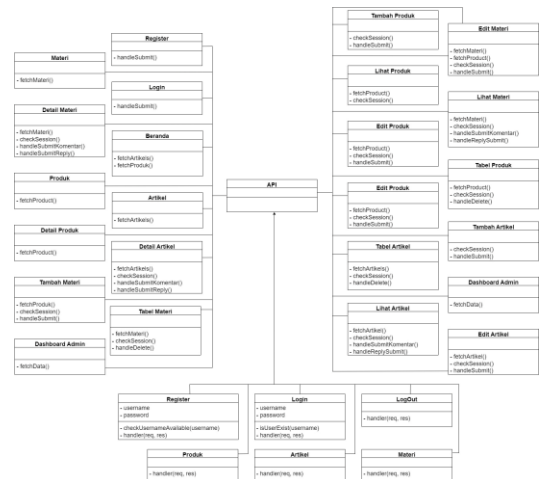 Materi
- fetchMateri()
Detail Materi
- fetchMateri()
- checkSession()
- handleSubmitKomentar()
- handleSubmitReply()
Produk
- fetchProduct()
Detail Produk
- fetchProduct()
Tambah Materi
- fetchProduk()
- checkSession()
- handleSubmit()
Dashboard Admin
- fetchData()
Register
- handleSubmit()
Login
- handleSubmit()
Beranda
- fetchArtikels()
- fetchProduk()
Artikel
- fetchArtikels()
Detail Artikel
- fetchArtikels()
- checkSession()
- handleSubmitKomentar()
- handleSubmitReply()
Tabel Materi
- fetchMateri()
- checkSession()
- handleDelete()
API
Tambah Produk
- checkSession()
- handleSubmit()
Lihat Produk
- fetchProduct()
- checkSession()
Edit Produk
- fetchProduct()
- checkSession()
- handleSubmit()
Edit Produk
- fetchProduct()
- checkSession()
- handleSubmit()
Tabel Artikel
- fetchArtikels()
- checkSession()
- handleDelete()
Lihat Artikel
- fetchArtikel()
- checkSession()
- handleSubmitKomentar()
- handleReplySubmit()
Edit Materi
- fetchMateri()
- fetchProduct()
- checkSession()
- handleSubmit()
Lihat Materi
- fetchMateri()
- checkSession()
- handleSubmitKomentar()
- handleReplySubmit()
Tabel Produk
- fetchProduct()
- checkSession()
- handleDelete()
Tambah Artikel
- checkSession()
- handleSubmit()
Dashboard Admin
- fetchData()
Edit Artikel
- fetchArtikel()
- checkSession()
- handleSubmit()
Register
- username
- password
- checkUsernameAvailable(username)
- handler(req, res)
Login
- username
- password
- isUserExist(username)
- handler(req, res)
LogOut
- handler(req, res)
Produk
- handler(req, res)
Artikel
- handler(req, res)
Materi
- handler(req, res)